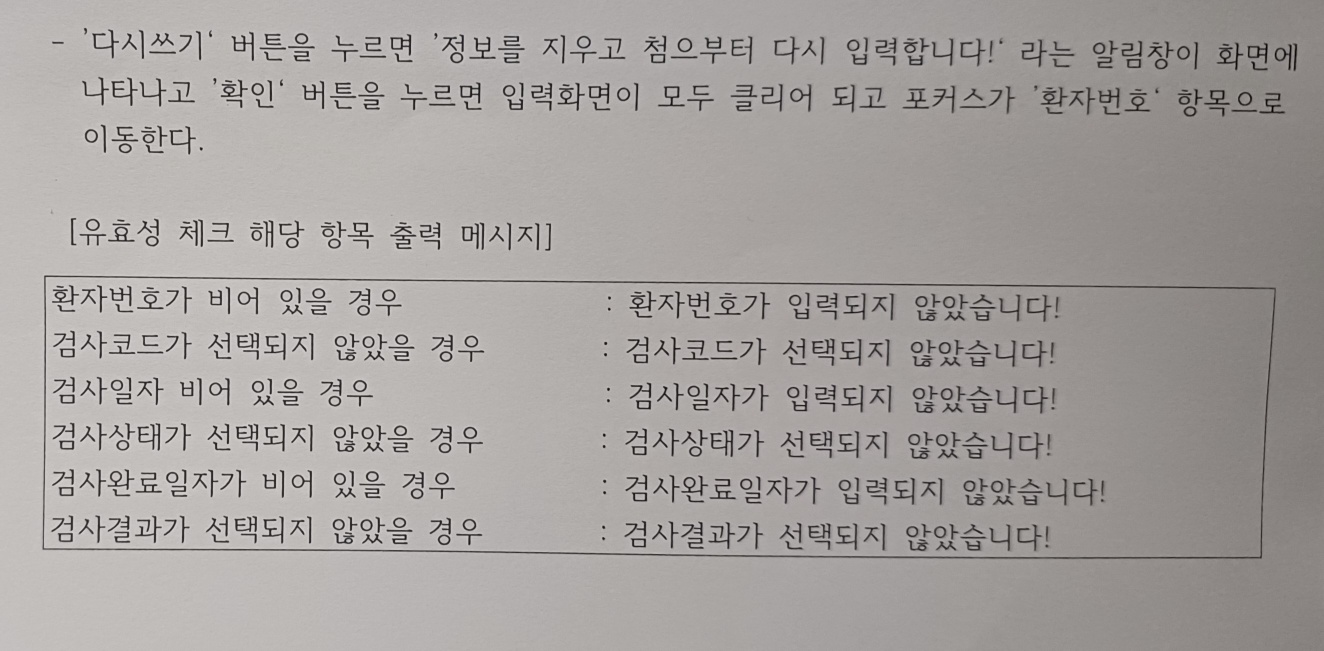 - '다시쓰기' 버튼을 누르면 '정보를 지우고 첨으부터 다시 입력합니다!' 라는 알림창이 화면에
나타나고 '확인' 버튼을 누르면 입력화면이 모두 클리어 되고 포커스가 '환자번호' 항목으로
이동한다.
[유효성 체크 해당 항목 출력 메시지]
환자번호가 비어 있을 경우 : 환자번호가 입력되지 않았습니다!
검사코드가 선택되지 않았을 경우 : 검사코드가 선택되지 않았습니다!
검사일자 비어 있을 경우 : 검사일자가 입력되지 않았습니다!
검사상태가 선택되지 않았을 경우 : 검사상태가 선택되지 않았습니다!
검사완료일자가 비어 있을 경우 : 검사완료일자가 입력되지 않았습니다!
검사결과가 선택되지 않았을 경우 : 검사결과가 선택되지 않았습니다!